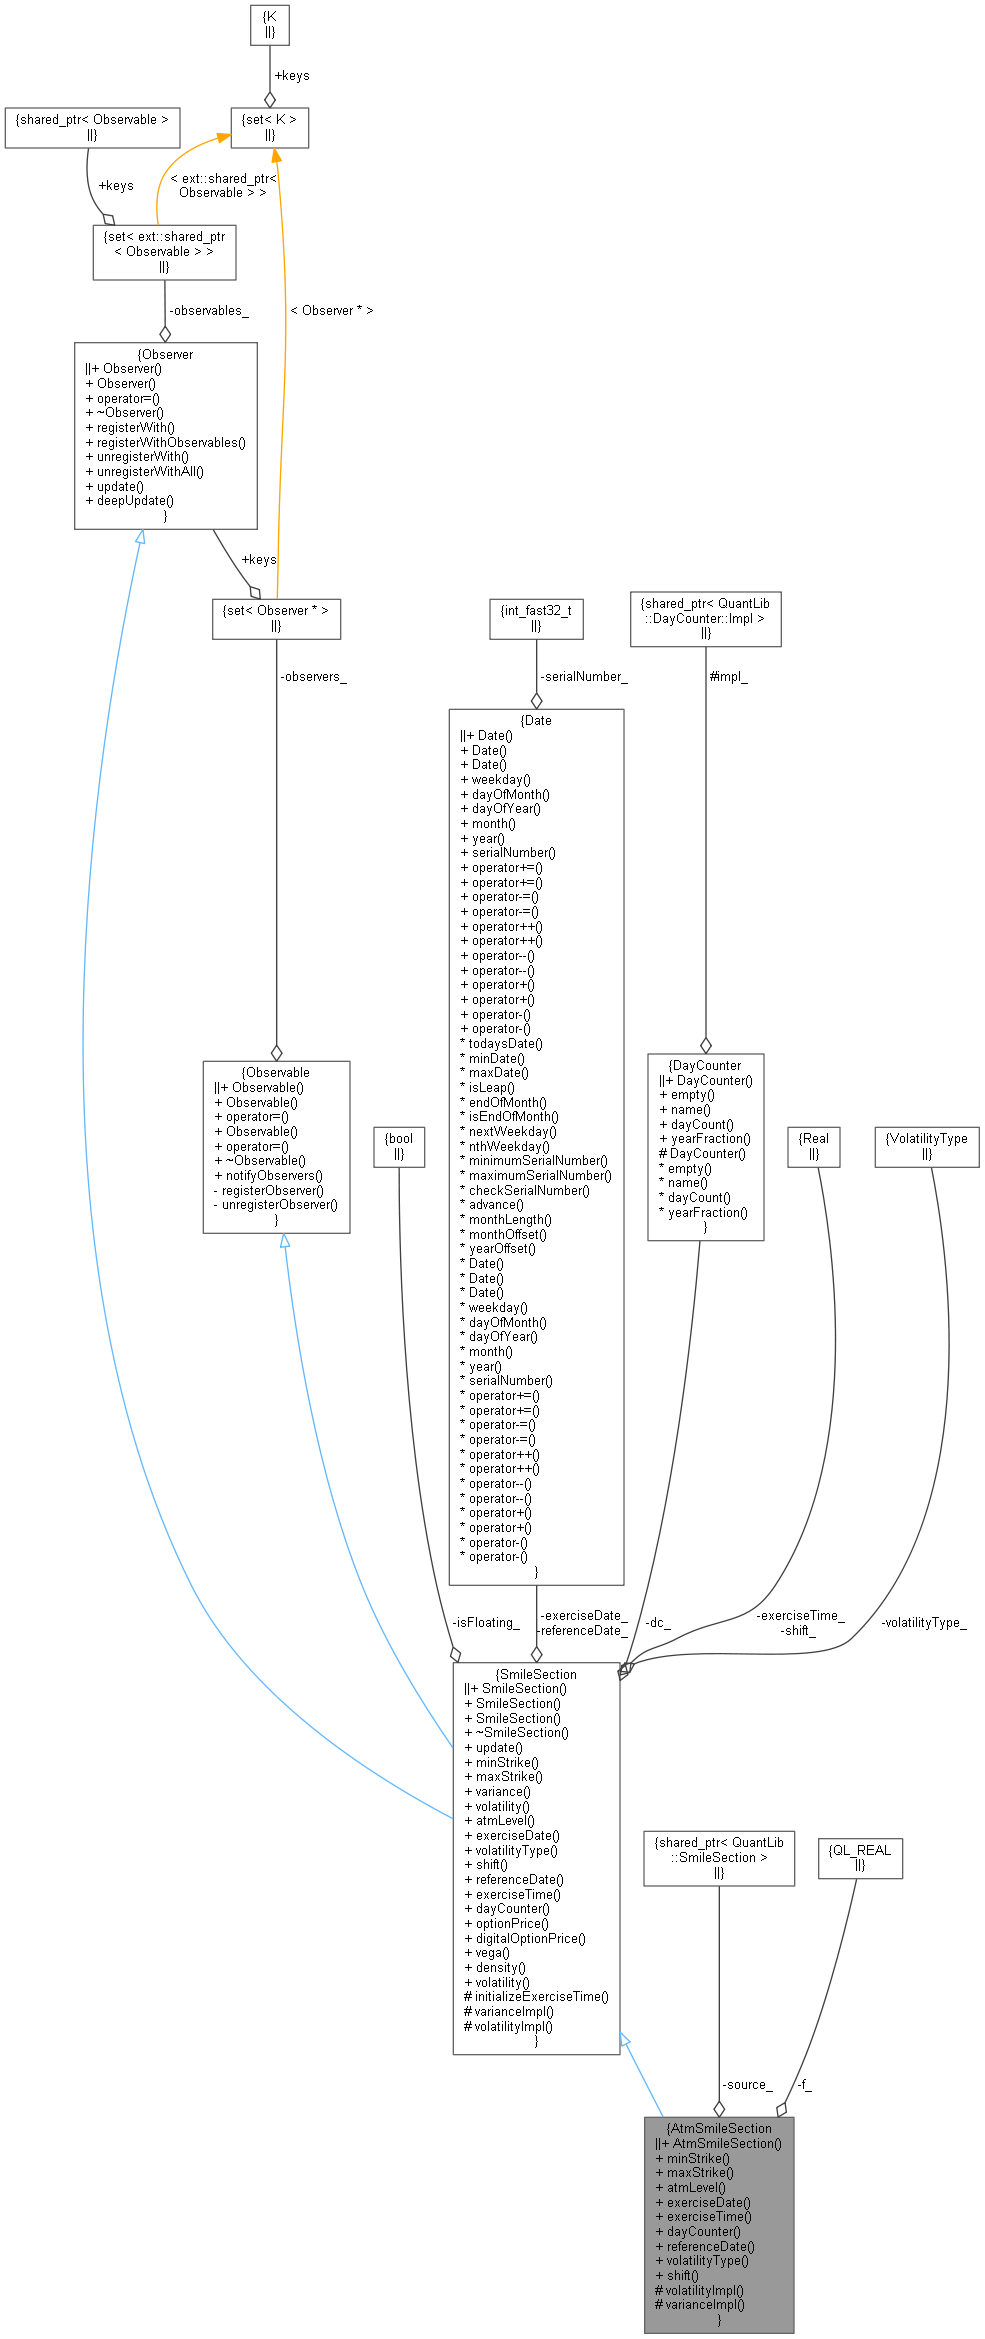 {K
||}
+keys
{shared_ptr< Observable >
||}
{set< K >
||}
+keys
< ext::shared_ptr<
Observable > >
{set< ext::shared_ptr
< Observable > >
||}
-observables_
< Observer * >
{Observer
||+ Observer()
+ Observer()
+ operator=()
+ ~Observer()
+ registerWith()
+ registerWithObservables()
+ unregisterWith()
+ unregisterWithAll()
+ update()
+ deepUpdate()
}
+keys
{set< Observer * >
||}
-observers_
{int_fast32_t
||}
-serialNumber_
{shared_ptr< QuantLib
::DayCounter::Impl >
||}
#impl_
{Date
||+ Date()
+ Date()
+ Date()
+ weekday()
+ dayOfMonth()
+ dayOfYear()
+ month()
+ year()
+ serialNumber()
+ operator+=()
+ operator+=()
+ operator-=()
+ operator-=()
+ operator++()
+ operator++()
+ operator--()
+ operator--()
+ operator+()
+ operator+()
+ operator-()
+ operator-()
* todaysDate()
* minDate()
* maxDate()
* isLeap()
* endOfMonth()
* isEndOfMonth()
* nextWeekday()
* nthWeekday()
* minimumSerialNumber()
* maximumSerialNumber()
* checkSerialNumber()
* advance()
* monthLength()
* monthOffset()
* yearOffset()
* Date()
* Date()
* Date()
* weekday()
* dayOfMonth()
* dayOfYear()
* month()
* year()
* serialNumber()
* operator+=()
* operator+=()
* operator-=()
* operator-=()
* operator++()
* operator++()
* operator--()
* operator--()
* operator+()
* operator+()
* operator-()
* operator-()
}
{Observable
||+ Observable()
+ Observable()
+ operator=()
+ Observable()
+ operator=()
+ ~Observable()
+ notifyObservers()
- registerObserver()
- unregisterObserver()
}
{bool
||}
{DayCounter
||+ DayCounter()
+ empty()
+ name()
+ dayCount()
+ yearFraction()
# DayCounter()
* empty()
* name()
* dayCount()
* yearFraction()
}
{Real
||}
{VolatilityType
||}
-isFloating_
-exerciseDate_
-referenceDate_
-dc_
-exerciseTime_
-shift_
-volatilityType_
{SmileSection
||+ SmileSection()
+ SmileSection()
+ SmileSection()
+ ~SmileSection()
+ update()
+ minStrike()
+ maxStrike()
+ variance()
+ volatility()
+ atmLevel()
+ exerciseDate()
+ volatilityType()
+ shift()
+ referenceDate()
+ exerciseTime()
+ dayCounter()
+ optionPrice()
+ digitalOptionPrice()
+ vega()
+ density()
+ volatility()
# initializeExerciseTime()
# varianceImpl()
# volatilityImpl()
}
{shared_ptr< QuantLib
::SmileSection >
||}
{QL_REAL
||}
-source_
-f_
{AtmSmileSection
||+ AtmSmileSection()
+ minStrike()
+ maxStrike()
+ atmLevel()
+ exerciseDate()
+ exerciseTime()
+ dayCounter()
+ referenceDate()
+ volatilityType()
+ shift()
# volatilityImpl()
# varianceImpl()
}